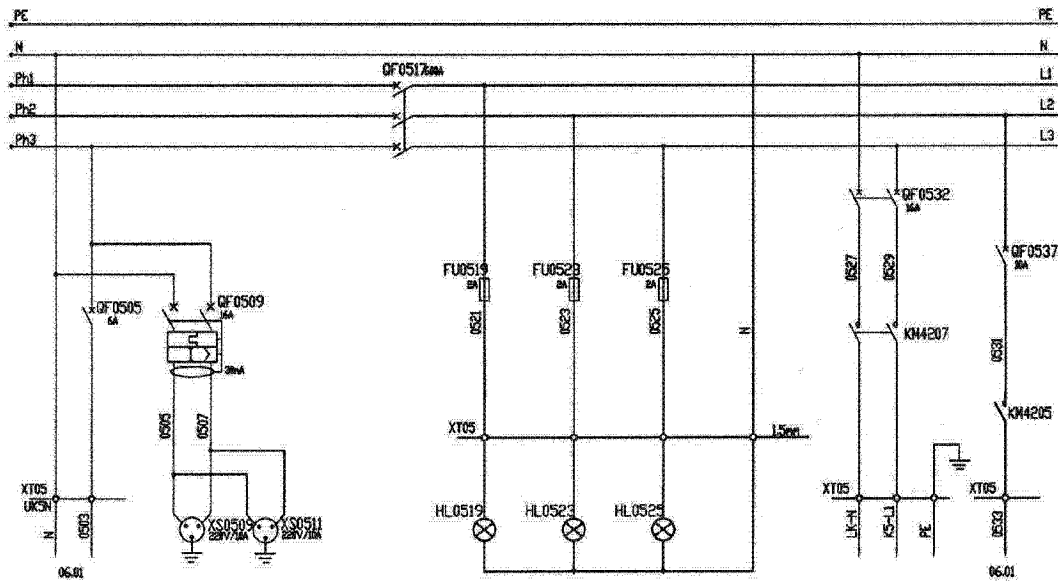 PE PE
N N
QF0517 600A
Ph1 L1
Ph2 L2
Ph3 L3
QF0532
16A
QF0537
10A
0527
0529
FU0519 FU0523 FU0525
2A 2A 2A
QF0505
6A
QF0509
16A
0521
0523
0525
N
KM4207
0531
30mA
0505
0507
KM4205
XT05
1.5mm
XT05
UK5N
XT05
XT05
HL0519 HL0523 HL0525
XS0509
220V/10A
XS0511
220V/10A
N
0503
LK-N
K5-L1
PE
0533
06.01
06.01